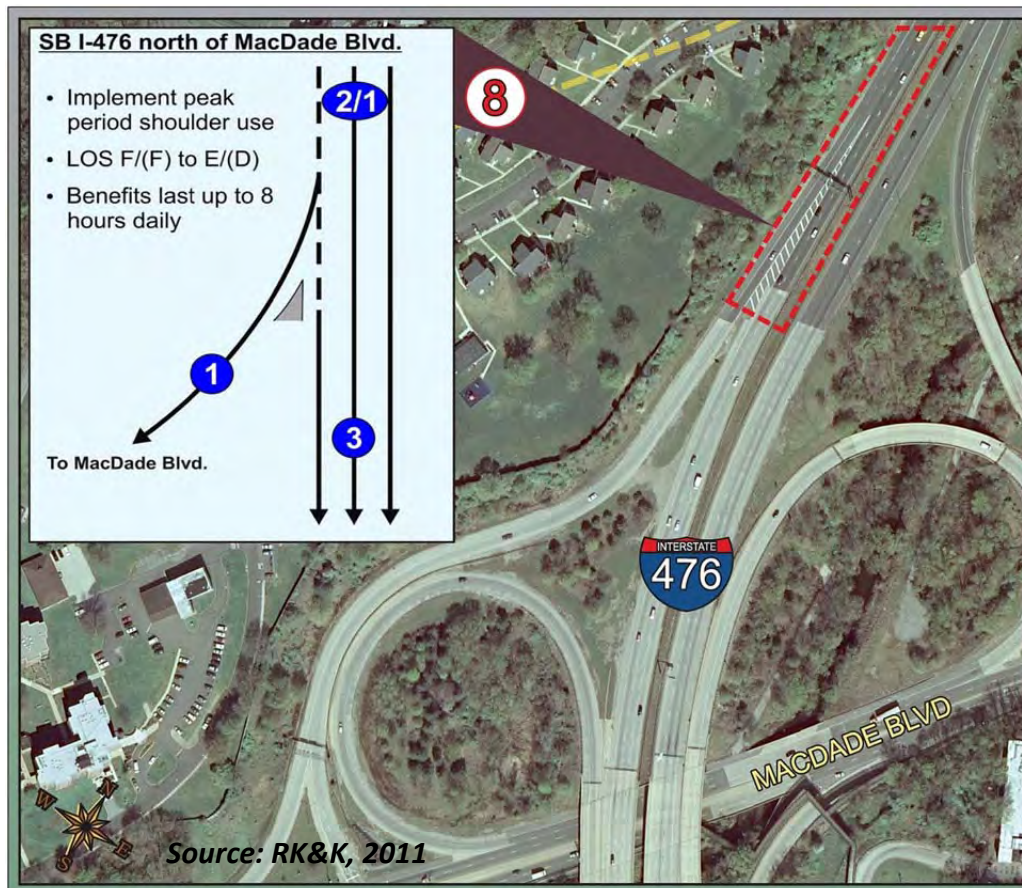 SB I-476 north of MacDade Blvd.
• Implement peak
period shoulder use
• LOS F/(F) to E/(D)
• Benefits last up to 8
hours daily
2/1
1
3
To MacDade Blvd.
8
INTERSTATE
476
MACDADE BLVD
W N
S E
Source: RK&K, 2011